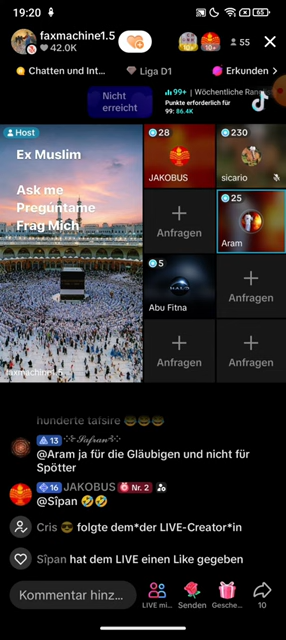 19:20
65
faxmachine1.5
42.0K
10+
55
Chatten und Int...
Liga D1
Erkunden
Nicht erreicht
99+ | Wöchentliche Rang
Punkte erforderlich für
99: 86.4K
Host
Ex Muslim
Ask me
Pregúntame
Frag Mich
28
JAKOBUS
230
sicario
Anfragen
25
Aram
5
Abu Fitna
Anfragen
Anfragen
Anfragen
faxmachine1.5
hunderte tafsire
13 Safran
@Aram ja für die Gläubigen und nicht für
Spötter
16 JAKOBUS Nr. 2
@Sîpan
Cris folgte dem*der LIVE-Creator*in
Sîpan hat dem LIVE einen Like gegeben
Kommentar hinz...
LIVE mi...
Senden
Gesche...
10